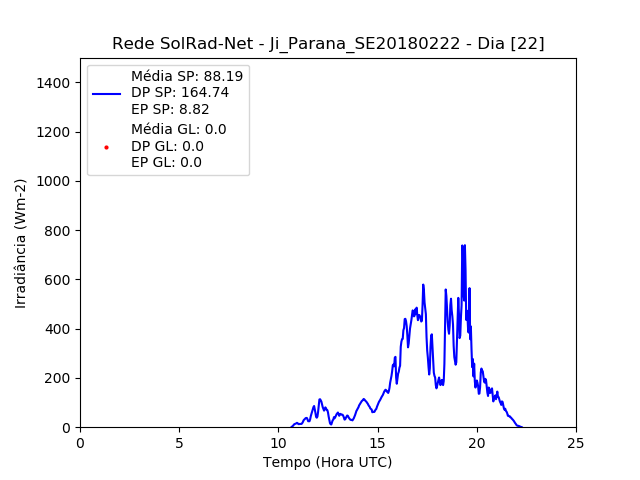 Rede SolRad-Net - Ji_Parana_SE20180222 - Dia [22]
Média SP: 88.19
DP SP: 164.74
EP SP: 8.82
Média GL: 0.0
DP GL: 0.0
EP GL: 0.0
1400
1200
1000
800
600
400
200
0
Irradiância (Wm-2)
0 5 10 15 20 25
Tempo (Hora UTC)